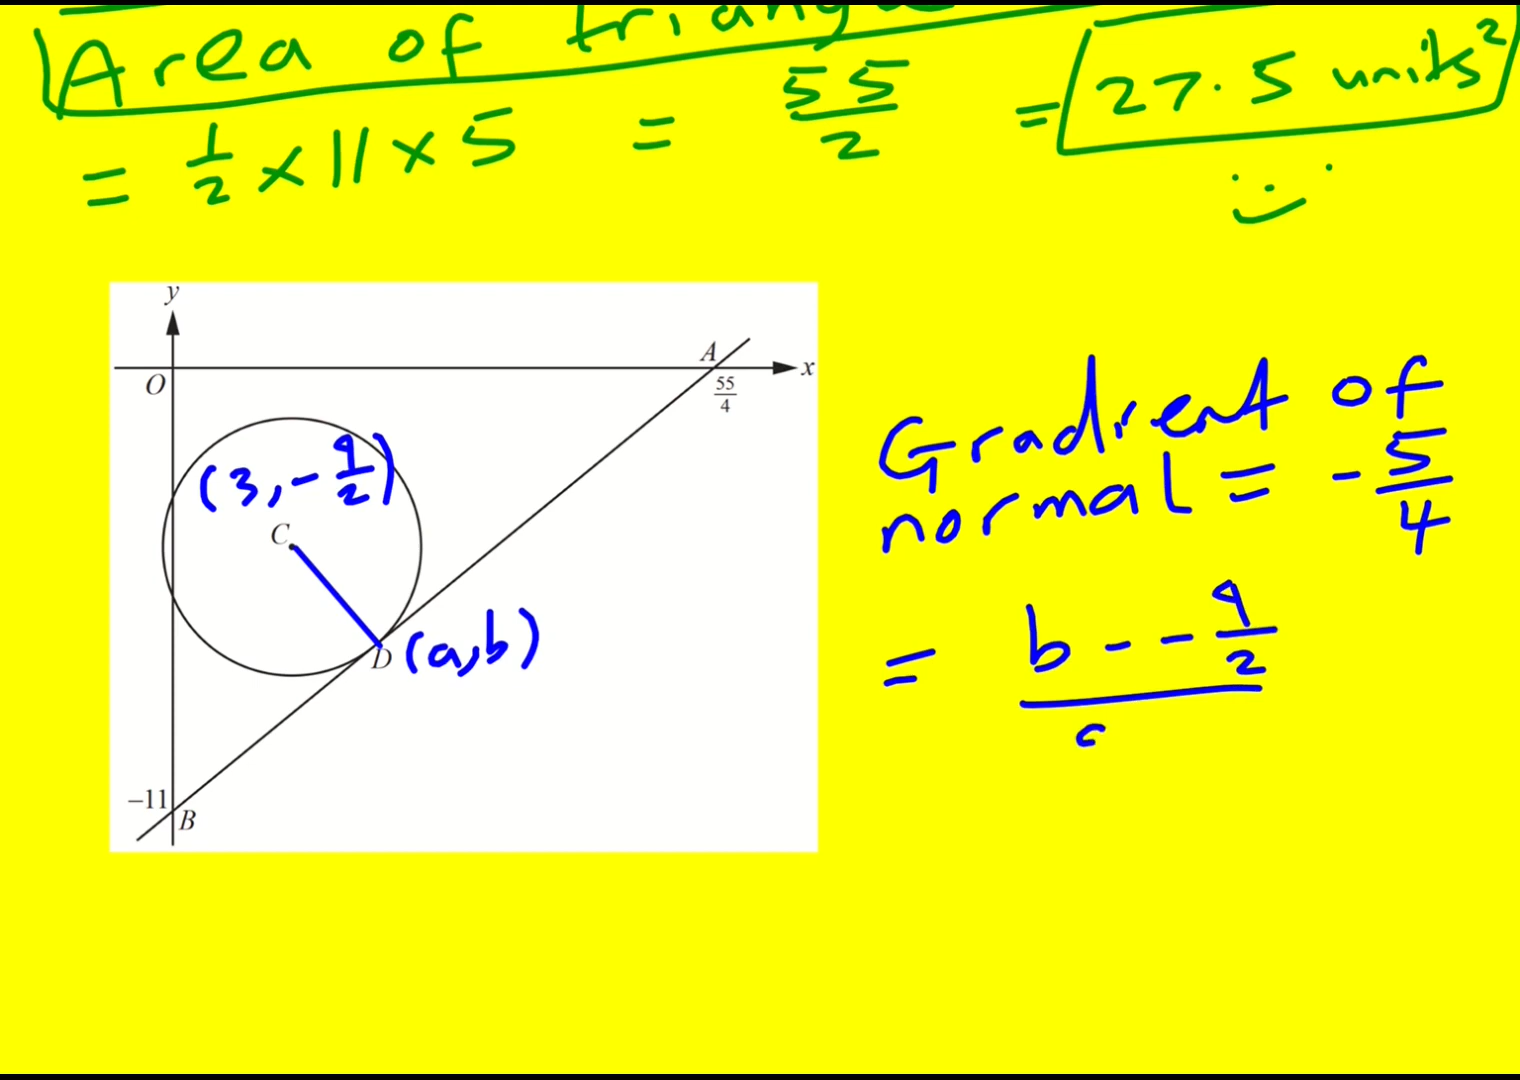 Area of triangle
= 1/2 × 11 × 5 = 55/2 = 27.5 units²
y
O
A
x
55/4
(3, - 9/2)
C
D (a,b)
-11
B
Gradient of
normal = - 5/4
= b - - 9/2